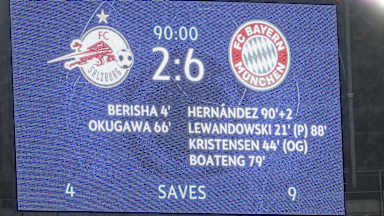 FC
SALZBURG
90:00
2:6
FC BAYERN
MÜNCHEN
BERISHA 4'
OKUGAWA 66'
HERNÁNDEZ 90'+2
LEWANDOWSKI 21' (P) 88'
KRISTENSEN 44' (OG)
BOATENG 79'
4 SAVES 9